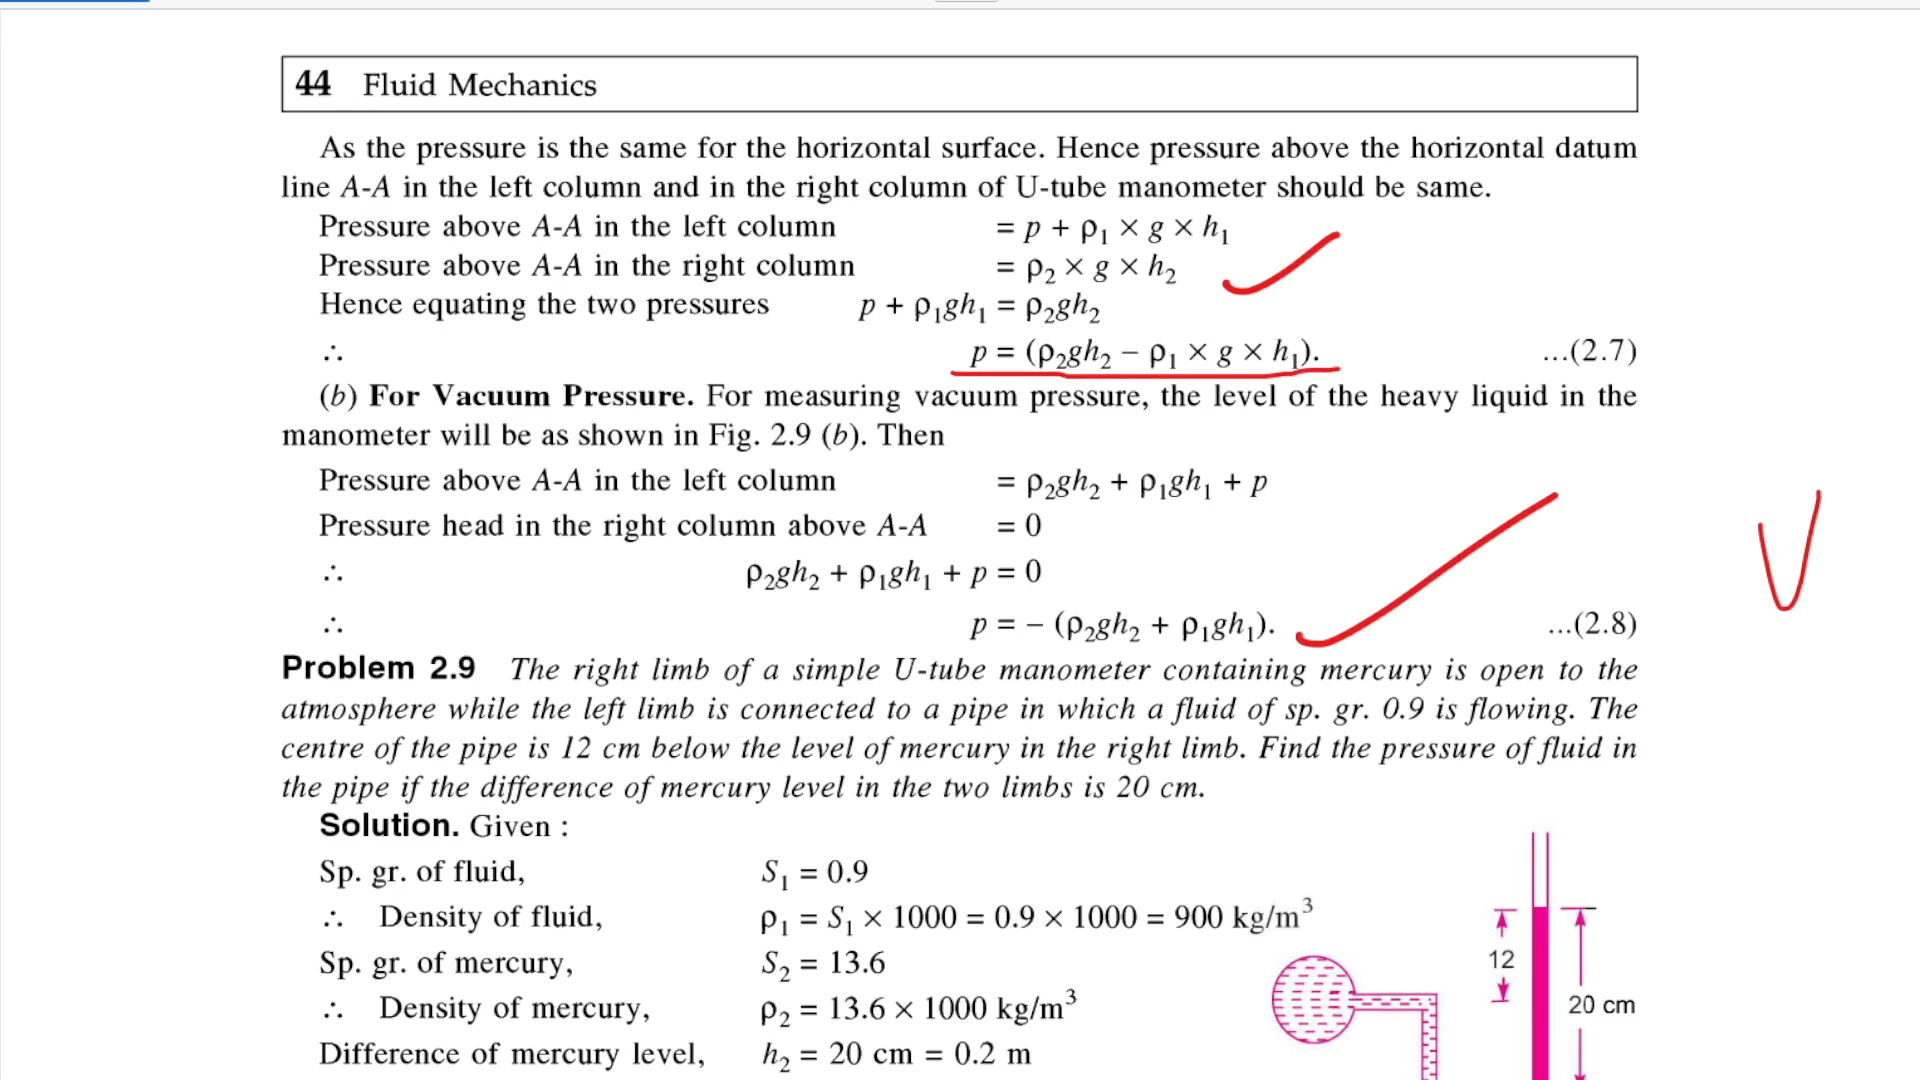 44 Fluid Mechanics
As the pressure is the same for the horizontal surface. Hence pressure above the horizontal datum
line A-A in the left column and in the right column of U-tube manometer should be same.
Pressure above A-A in the left column = p + ρ₁ × g × h₁
Pressure above A-A in the right column = ρ₂ × g × h₂
Hence equating the two pressures p + ρ₁gh₁ = ρ₂gh₂
∴ p = (ρ₂gh₂ – ρ₁ × g × h₁). ...(2.7)
(b) For Vacuum Pressure. For measuring vacuum pressure, the level of the heavy liquid in the
manometer will be as shown in Fig. 2.9 (b). Then
Pressure above A-A in the left column = ρ₂gh₂ + ρ₁gh₁ + p
Pressure head in the right column above A-A = 0
∴ ρ₂gh₂ + ρ₁gh₁ + p = 0
∴ p = – (ρ₂gh₂ + ρ₁gh₁). ...(2.8)
Problem 2.9 The right limb of a simple U-tube manometer containing mercury is open to the
atmosphere while the left limb is connected to a pipe in which a fluid of sp. gr. 0.9 is flowing. The
centre of the pipe is 12 cm below the level of mercury in the right limb. Find the pressure of fluid in
the pipe if the difference of mercury level in the two limbs is 20 cm.
Solution. Given :
Sp. gr. of fluid, S₁ = 0.9
∴ Density of fluid, ρ₁ = S₁ × 1000 = 0.9 × 1000 = 900 kg/m³
Sp. gr. of mercury, S₂ = 13.6
∴ Density of mercury, ρ₂ = 13.6 × 1000 kg/m³
Difference of mercury level, h₂ = 20 cm = 0.2 m
12
20 cm